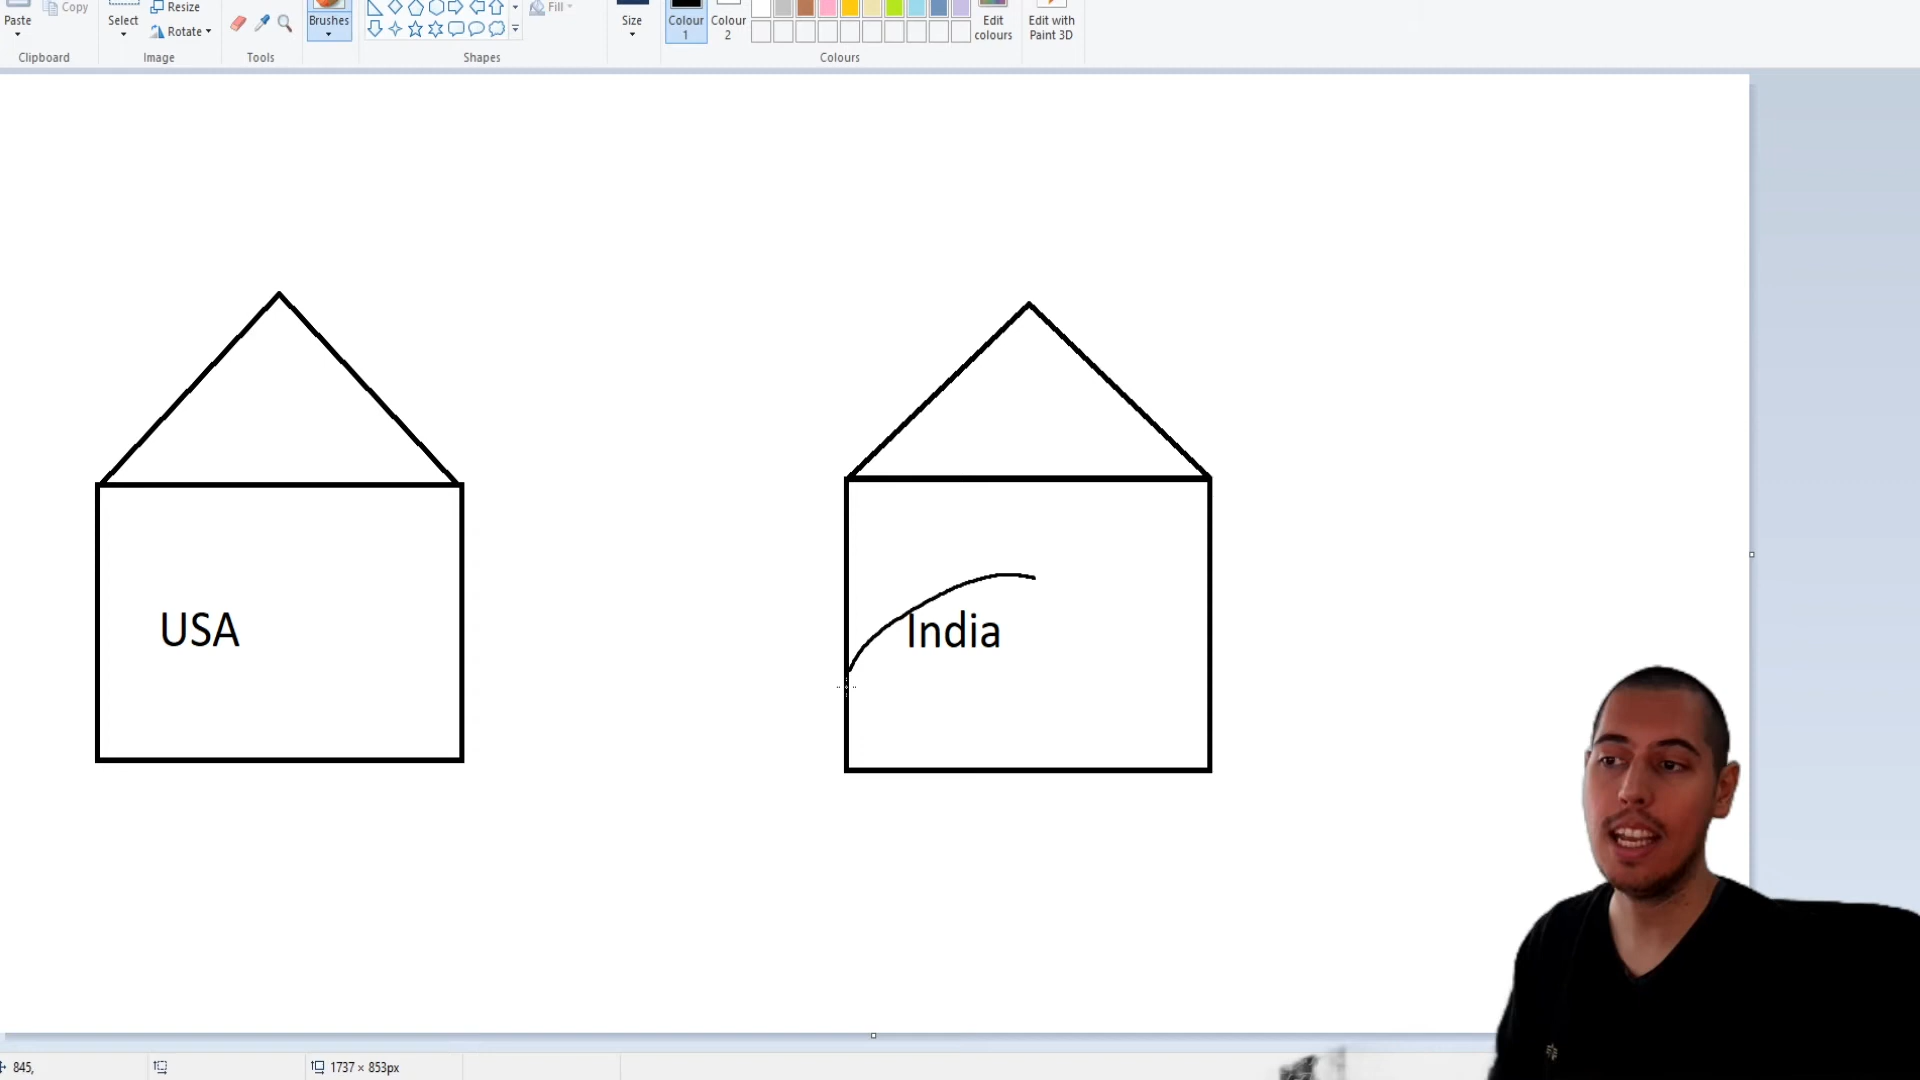 Paste
Copy
Select
Resize
Rotate
Brushes
Fill
Size
Colour 1
Colour 2
Edit colours
Edit with Paint 3D
Clipboard
Image
Tools
Shapes
Colours
USA
India
845,
1737 × 853px